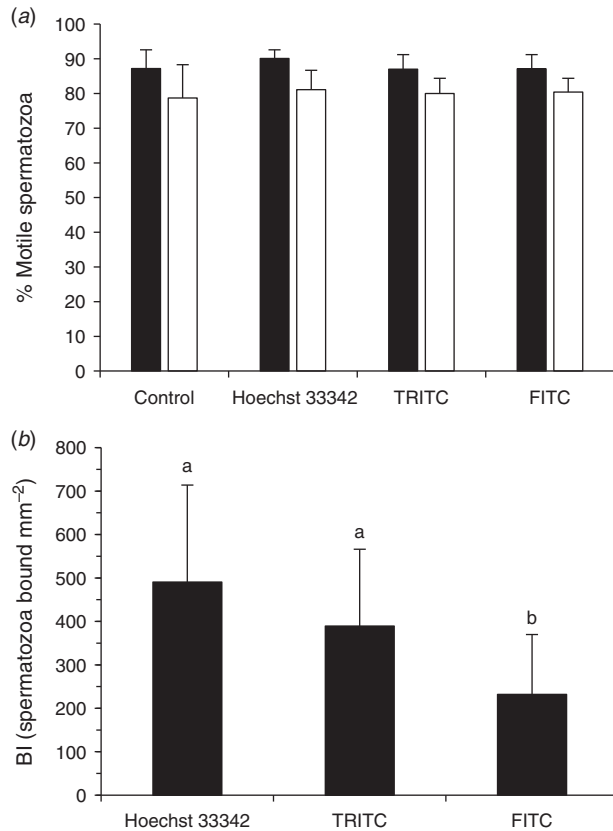 (a)
100
90
80
70
60
50
40
30
20
10
0
% Motile spermatozoa
Control Hoechst 33342 TRITC FITC
(b)
800
700
600
500
400
300
200
100
0
BI (spermatozoa bound mm−2)
a
a
b
Hoechst 33342 TRITC FITC